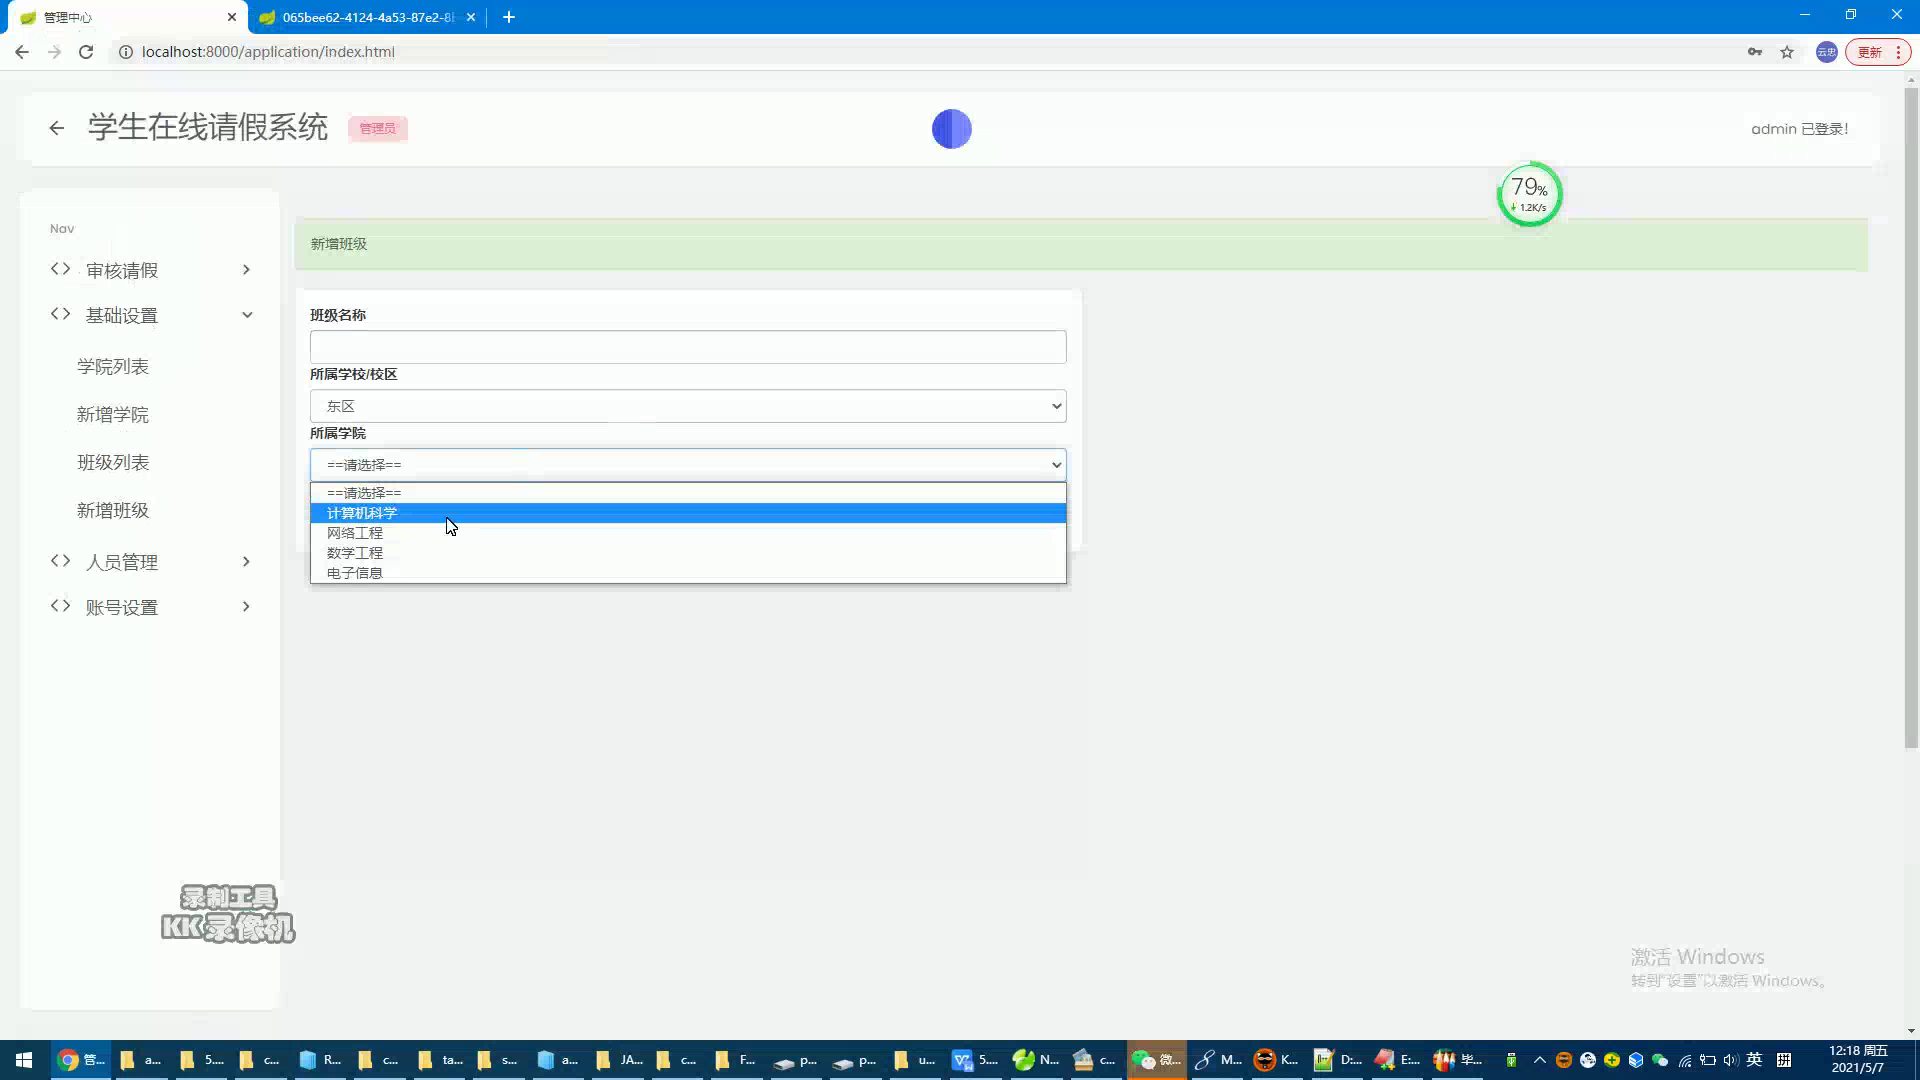 管理中心
065bee62-4124-4a53-87e2-8
localhost:8000/application/index.html
云忠
更新
学生在线请假系统
管理员
admin 已登录!
79%
1.2K/s
Nav
审核请假
基础设置
学院列表
新增学院
班级列表
新增班级
人员管理
账号设置
新增班级
班级名称
所属学校/校区
东区
所属学院
==请选择==
==请选择==
计算机科学
网络工程
数学工程
电子信息
录制工具
KK录像机
激活 Windows
转到"设置"以激活 Windows。
管...
a...
5....
c...
R...
c...
ta...
s...
a...
JA...
c...
F...
p...
p...
u...
5....
N...
c...
微...
M...
K...
D:...
E:...
毕...
英
拼
12:18 周五
2021/5/7